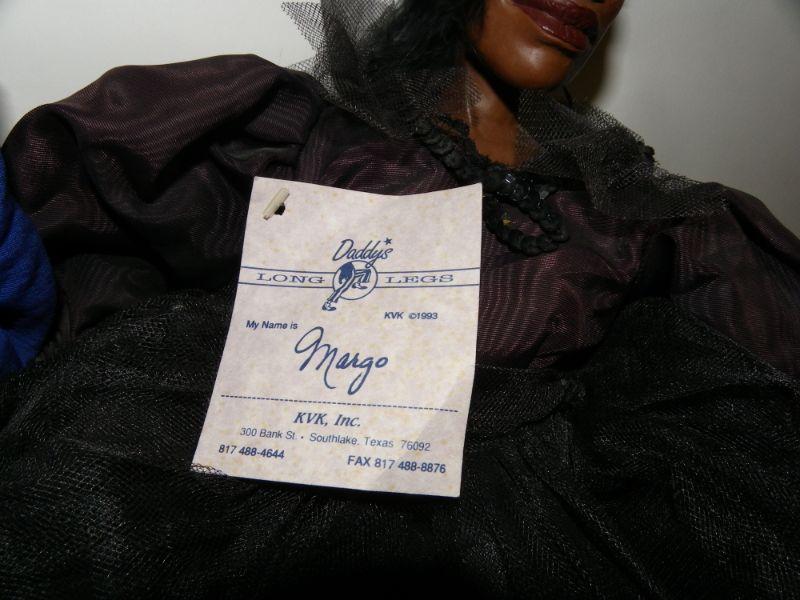 Daddy's
LONG LEGS
KVK ©1993
My Name is
Margo
KVK, Inc.
300 Bank St. • Southlake, Texas 76092
817 488-4644 FAX 817 488-8876